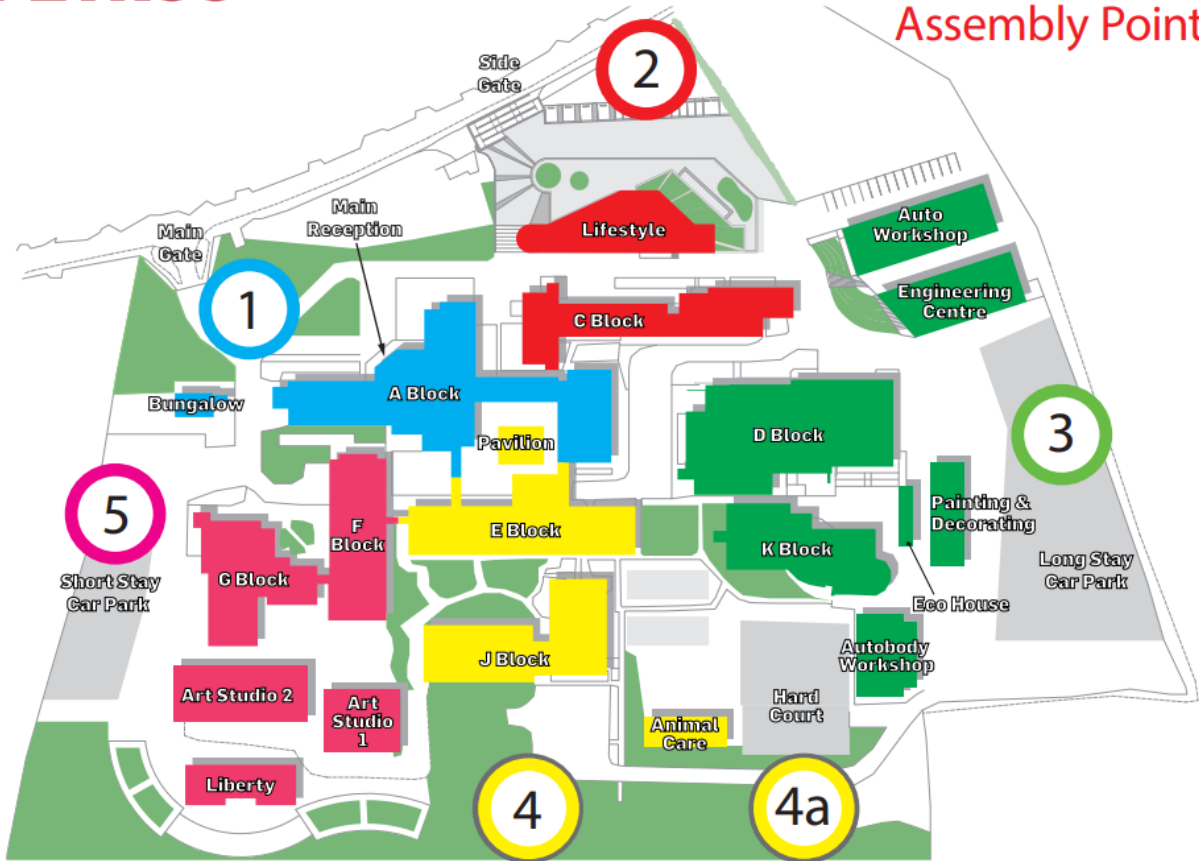 Assembly Point
Side
Gate
2
Main
Reception
Main
Gate
Lifestyle
Auto
Workshop
Engineering
Centre
1
C Block
A Block
Bungalow
Pavilion
D Block
3
5
F
Block
E Block
Painting &
Decorating
K Block
G Block
Short Stay
Car Park
Long Stay
Car Park
Eco House
J Block
Autobody
Workshop
Art Studio 2
Art
Studio
1
Hard
Court
Animal
Care
Liberty
4
4a